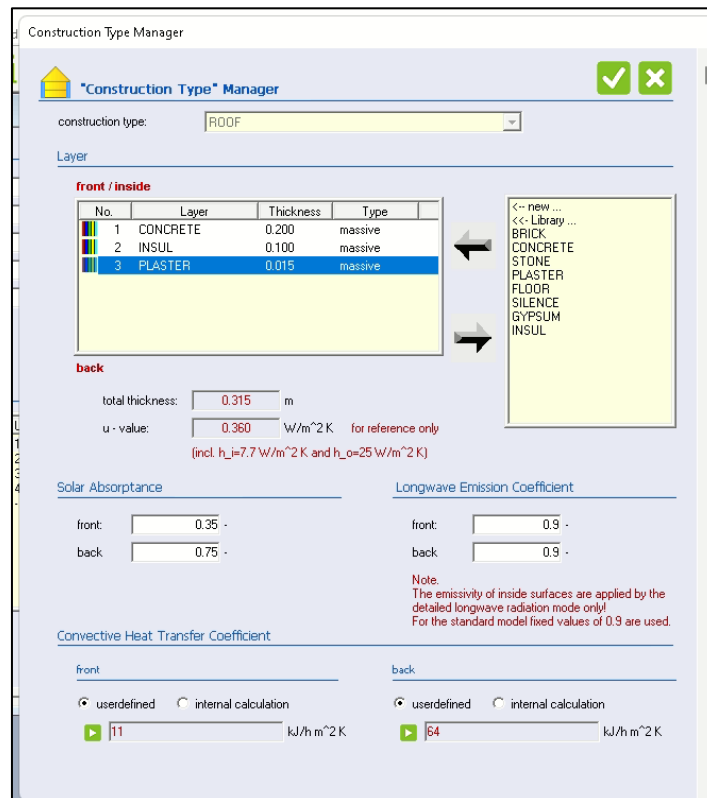 Construction Type Manager
"Construction Type" Manager
construction type: ROOF
Layer
front / inside
No. Layer Thickness Type
1 CONCRETE 0.200 massive
2 INSUL 0.100 massive
3 PLASTER 0.015 massive
<-- new ...
<<- Library ...
BRICK
CONCRETE
STONE
PLASTER
FLOOR
SILENCE
GYPSUM
INSUL
back
total thickness: 0.315 m
u - value: 0.360 W/m^2 K for reference only
(incl. h_i=7.7 W/m^2 K and h_o=25 W/m^2 K)
Solar Absorptance
front: 0.35 -
back 0.75 -
Longwave Emission Coefficient
front: 0.9 -
back 0.9 -
Note.
The emissivity of inside surfaces are applied by the
detailed longwave radiation mode only!
For the standard model fixed values of 0.9 are used.
Convective Heat Transfer Coefficient
front
userdefined internal calculation
11 kJ/h m^2 K
back
userdefined internal calculation
64 kJ/h m^2 K